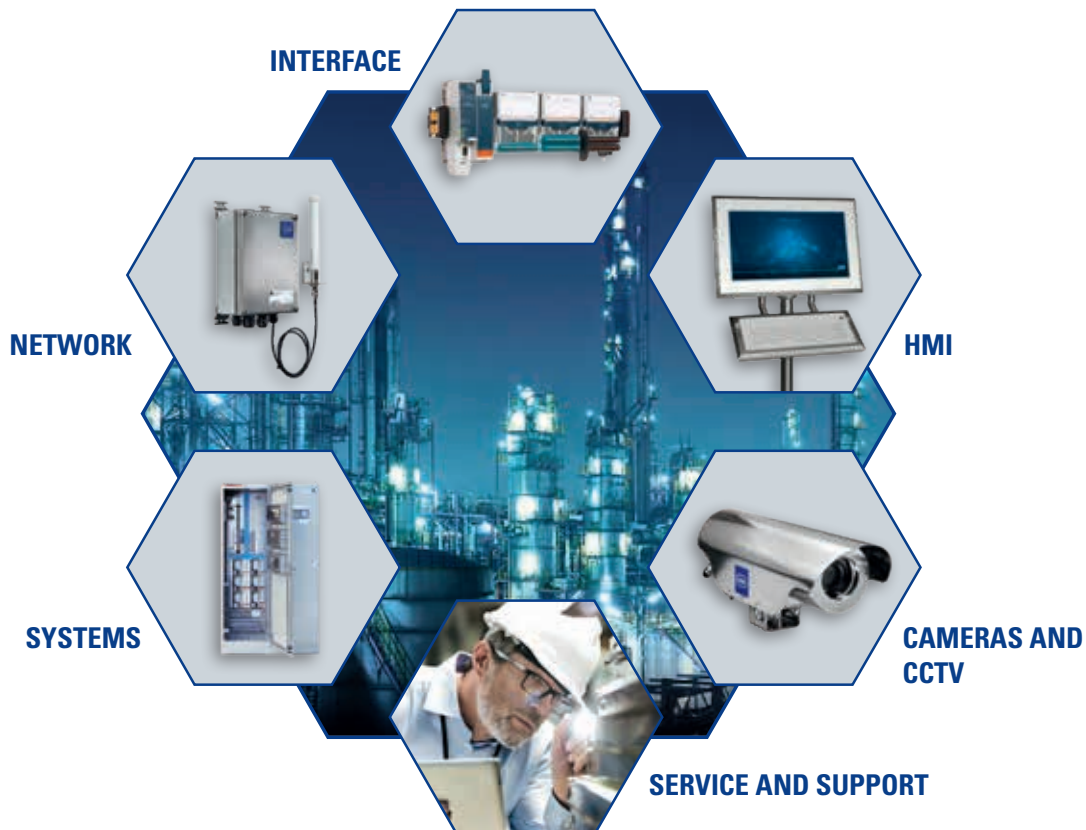 INTERFACE
HMI
CAMERAS AND
CCTV
SERVICE AND SUPPORT
SYSTEMS
NETWORK